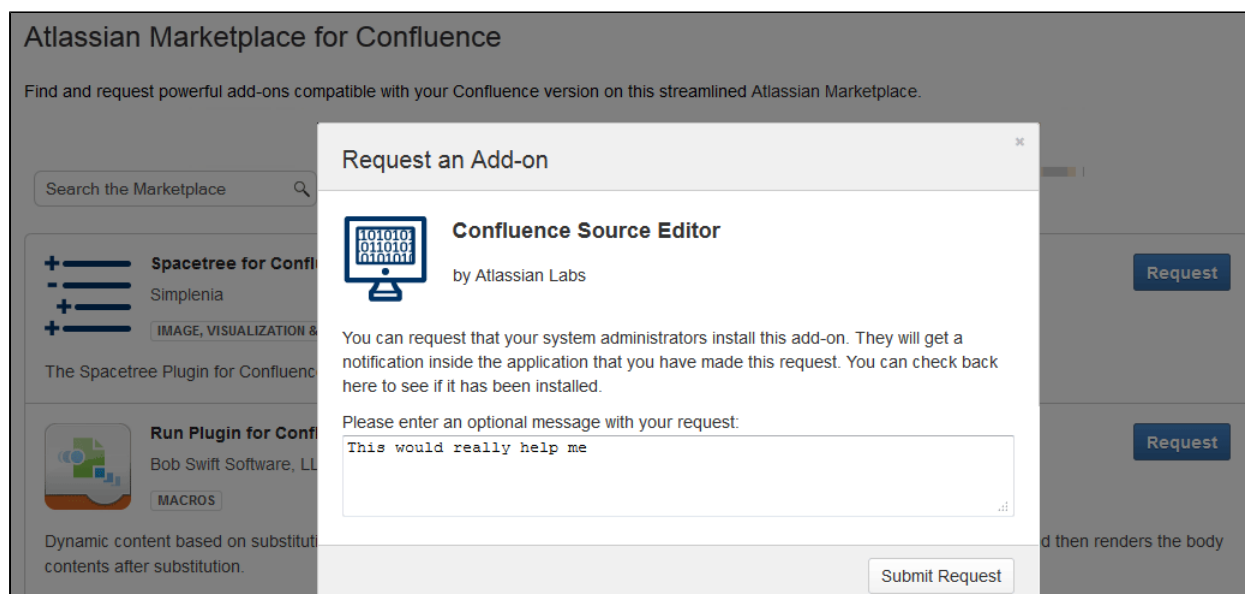 Atlassian Marketplace for Confluence
Find and request powerful add-ons compatible with your Confluence version on this streamlined Atlassian Marketplace.
Search the Marketplace
Request an Add-on
x
1010101
0110101
0101010
Confluence Source Editor
by Atlassian Labs
You can request that your system administrators install this add-on. They will get a
notification inside the application that you have made this request. You can check back
here to see if it has been installed.
Please enter an optional message with your request:
This would really help me
Submit Request
Spacetree for Confl
Simplenia
IMAGE, VISUALIZATION &
Request
The Spacetree Plugin for Confluenc
Run Plugin for Conf
Bob Swift Software, LL
MACROS
Request
Dynamic content based on substituti
d then renders the body
contents after substitution.